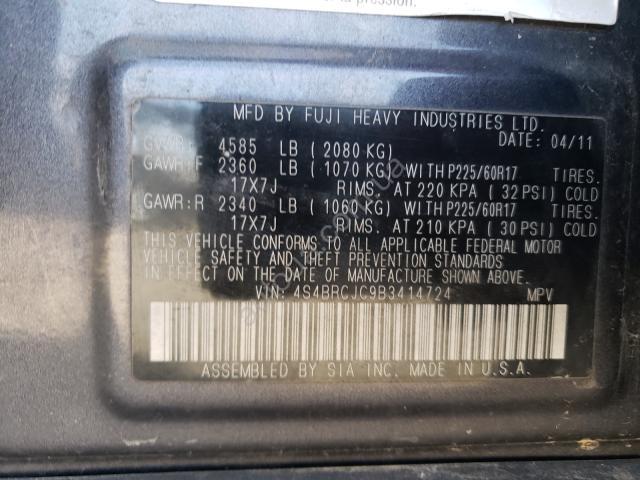 la pression.
MFD BY FUJI HEAVY INDUSTRIES LTD.
DATE: 04/11
GVWR: 4585 LB (2080 KG)
GAWR:F 2360 LB (1070 KG) WITH P225/60R17 TIRES.
17X7J RIMS. AT 220 KPA (32 PSI) COLD
GAWR:R 2340 LB (1060 KG) WITH P225/60R17 TIRES.
17X7J RIMS. AT 210 KPA (30 PSI) COLD
THIS VEHICLE CONFORMS TO ALL APPLICABLE FEDERAL MOTOR
VEHICLE SAFETY AND THEFT PREVENTION STANDARDS
IN EFFECT ON THE DATE OF MANUFACTURE SHOWN ABOVE.
VIN: 4S4BRCJC9B3414724 MPV
ASSEMBLED BY SIA INC. MADE IN U.S.A.